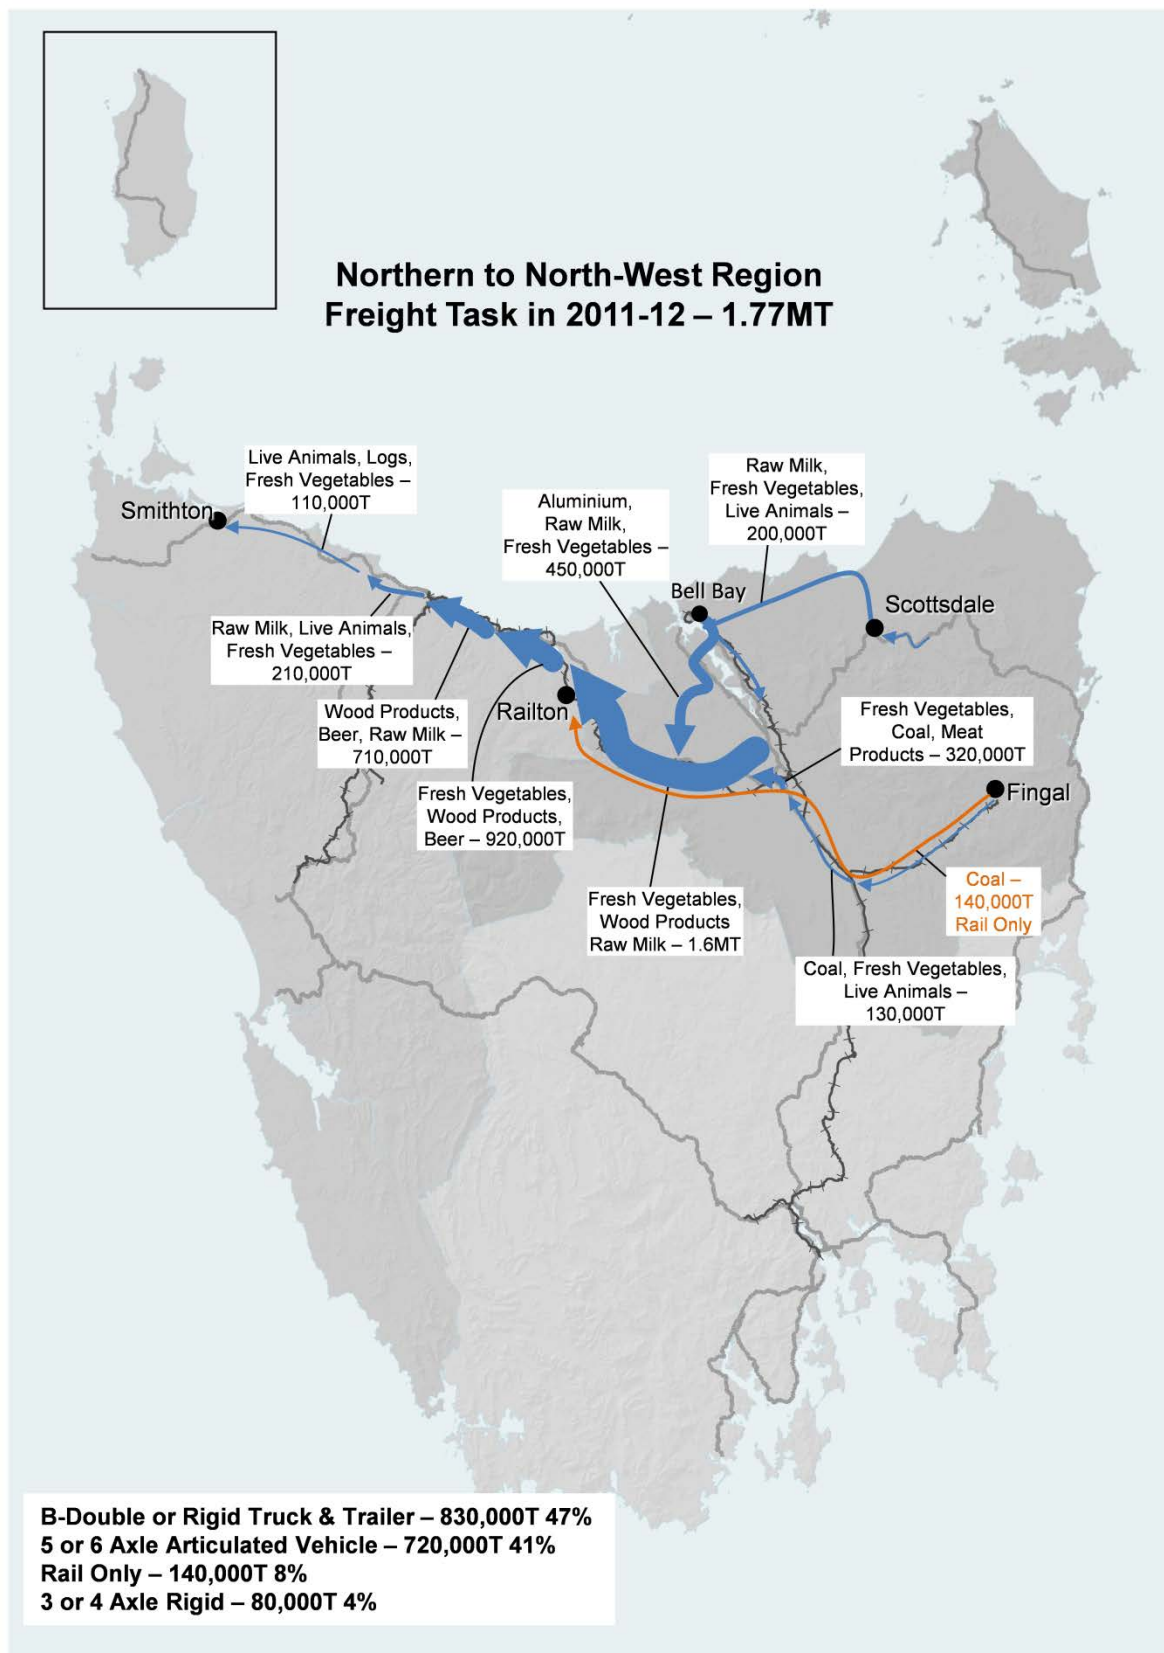 Northern to North-West Region
Freight Task in 2011-12 – 1.77MT
Live Animals, Logs,
Fresh Vegetables –
110,000T
Smithton
Raw Milk,
Fresh Vegetables,
Live Animals –
200,000T
Aluminium,
Raw Milk,
Fresh Vegetables –
450,000T
Bell Bay
Scottsdale
Raw Milk, Live Animals,
Fresh Vegetables –
210,000T
Railton
Wood Products,
Beer, Raw Milk –
710,000T
Fresh Vegetables,
Coal, Meat
Products – 320,000T
Fingal
Fresh Vegetables,
Wood Products,
Beer – 920,000T
Fresh Vegetables,
Wood Products
Raw Milk – 1.6MT
Coal –
140,000T
Rail Only
Coal, Fresh Vegetables,
Live Animals –
130,000T
B-Double or Rigid Truck & Trailer – 830,000T 47%
5 or 6 Axle Articulated Vehicle – 720,000T 41%
Rail Only – 140,000T 8%
3 or 4 Axle Rigid – 80,000T 4%